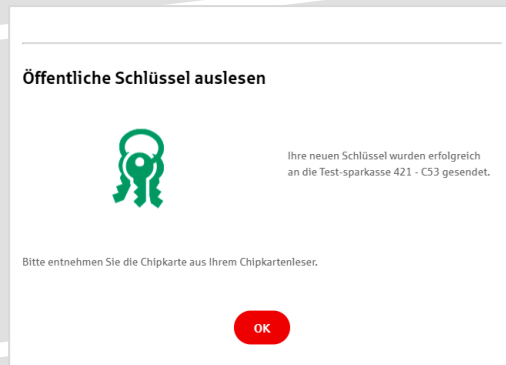 Öffentliche Schlüssel auslesen
Ihre neuen Schlüssel wurden erfolgreich
an die Test-sparkasse 421 - C53 gesendet.
Bitte entnehmen Sie die Chipkarte aus Ihrem Chipkartenleser.
OK